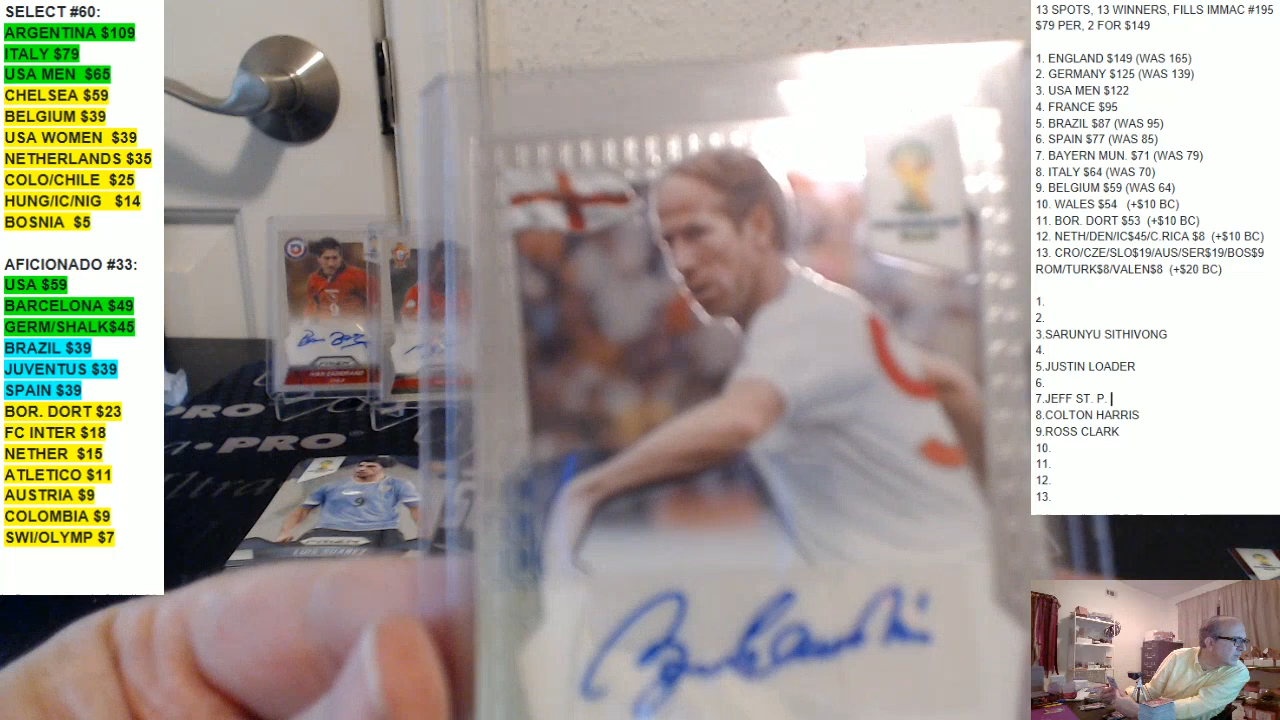 SELECT #60:
ARGENTINA $109
ITALY $79
USA MEN $65
CHELSEA $59
BELGIUM $39
USA WOMEN $39
NETHERLANDS $35
COLO/CHILE $25
HUNG/IC/NIG $14
BOSNIA $5
AFICIONADO #33:
USA $59
BARCELONA $49
GERM/SHALK$45
BRAZIL $39
JUVENTUS $39
SPAIN $39
BOR. DORT $23
FC INTER $18
NETHER $15
ATLETICO $11
AUSTRIA $9
COLOMBIA $9
SWI/OLYMP $7
13 SPOTS, 13 WINNERS, FILLS IMMAC #195
$79 PER, 2 FOR $149
1. ENGLAND $149 (WAS 165)
2. GERMANY $125 (WAS 139)
3. USA MEN $122
4. FRANCE $95
5. BRAZIL $87 (WAS 95)
6. SPAIN $77 (WAS 85)
7. BAYERN MUN. $71 (WAS 79)
8. ITALY $64 (WAS 70)
9. BELGIUM $59 (WAS 64)
10. WALES $54 (+$10 BC)
11. BOR. DORT $53 (+$10 BC)
12. NETH/DEN/IC$45/C.RICA $8 (+$10 BC)
13. CRO/CZE/SLO$19/AUS/SER$19/BOS$9
ROM/TURK$8/VALEN$8 (+$20 BC)
1.
2.
3.SARUNYU SITHIVONG
4.
5.JUSTIN LOADER
6.
7.JEFF ST. P.
8.COLTON HARRIS
9.ROSS CLARK
10.
11.
12.
13.
PRO
PRO
LUIS SUAREZ
9